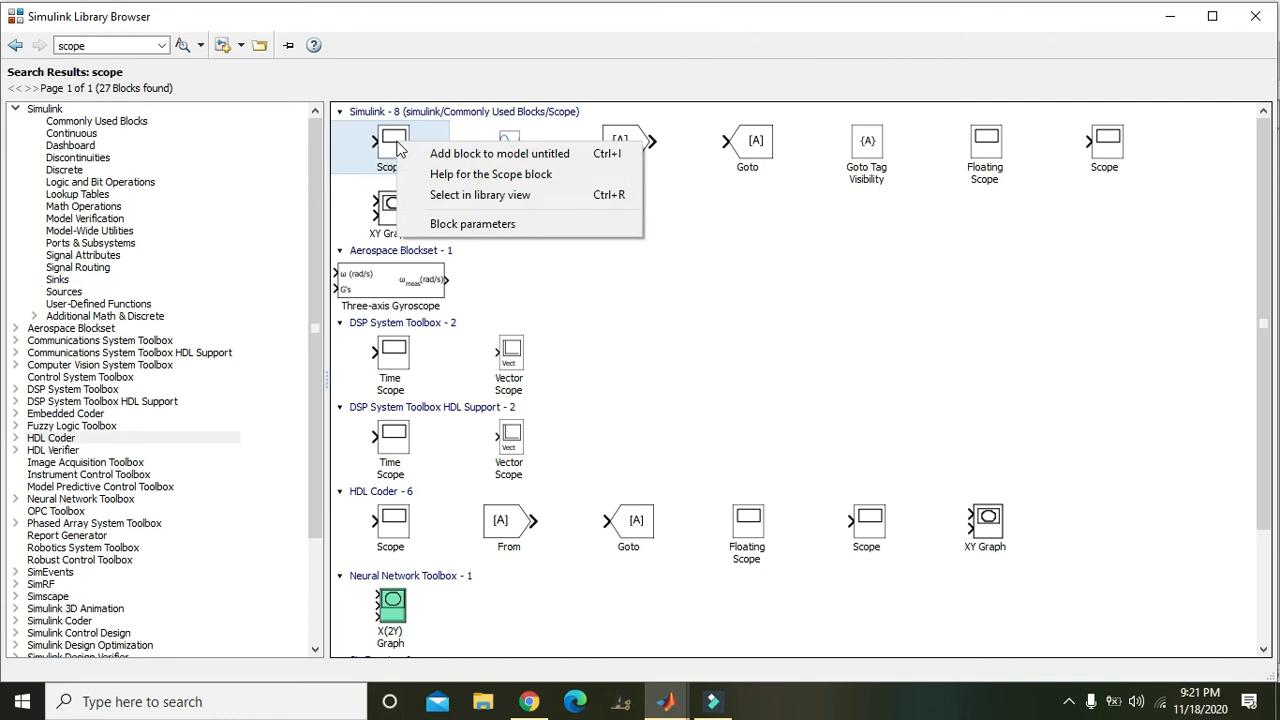 Simulink Library Browser
scope
Search Results: scope
<< >> Page 1 of 1 (27 Blocks found)
Simulink
Commonly Used Blocks
Continuous
Dashboard
Discontinuities
Discrete
Logic and Bit Operations
Lookup Tables
Math Operations
Model Verification
Model-Wide Utilities
Ports & Subsystems
Signal Attributes
Signal Routing
Sinks
Sources
User-Defined Functions
Additional Math & Discrete
Aerospace Blockset
Communications System Toolbox
Communications System Toolbox HDL Support
Computer Vision System Toolbox
Control System Toolbox
DSP System Toolbox
DSP System Toolbox HDL Support
Embedded Coder
Fuzzy Logic Toolbox
HDL Coder
HDL Verifier
Image Acquisition Toolbox
Instrument Control Toolbox
Model Predictive Control Toolbox
Neural Network Toolbox
OPC Toolbox
Phased Array System Toolbox
Report Generator
Robotics System Toolbox
Robust Control Toolbox
SimEvents
SimRF
Simscape
Simulink 3D Animation
Simulink Coder
Simulink Control Design
Simulink Design Optimization
Simulink Design Verifier
Simulink - 8 (simulink/Commonly Used Blocks/Scope)
[A] [A] {A}
Goto Goto Tag Visibility Floating Scope Scope
Add block to model untitled Ctrl+I
Help for the Scope block
Select in library view Ctrl+R
Block parameters
Aerospace Blockset - 1
ω (rad/s)
G's
ωmeas(rad/s)
Three-axis Gyroscope
DSP System Toolbox - 2
Vect
Time Scope Vector Scope
DSP System Toolbox HDL Support - 2
Vect
Time Scope Vector Scope
HDL Coder - 6
[A] [A]
Scope From Goto Floating Scope Scope XY Graph
Neural Network Toolbox - 1
X(2Y) Graph
Type here to search
9:21 PM
11/18/2020